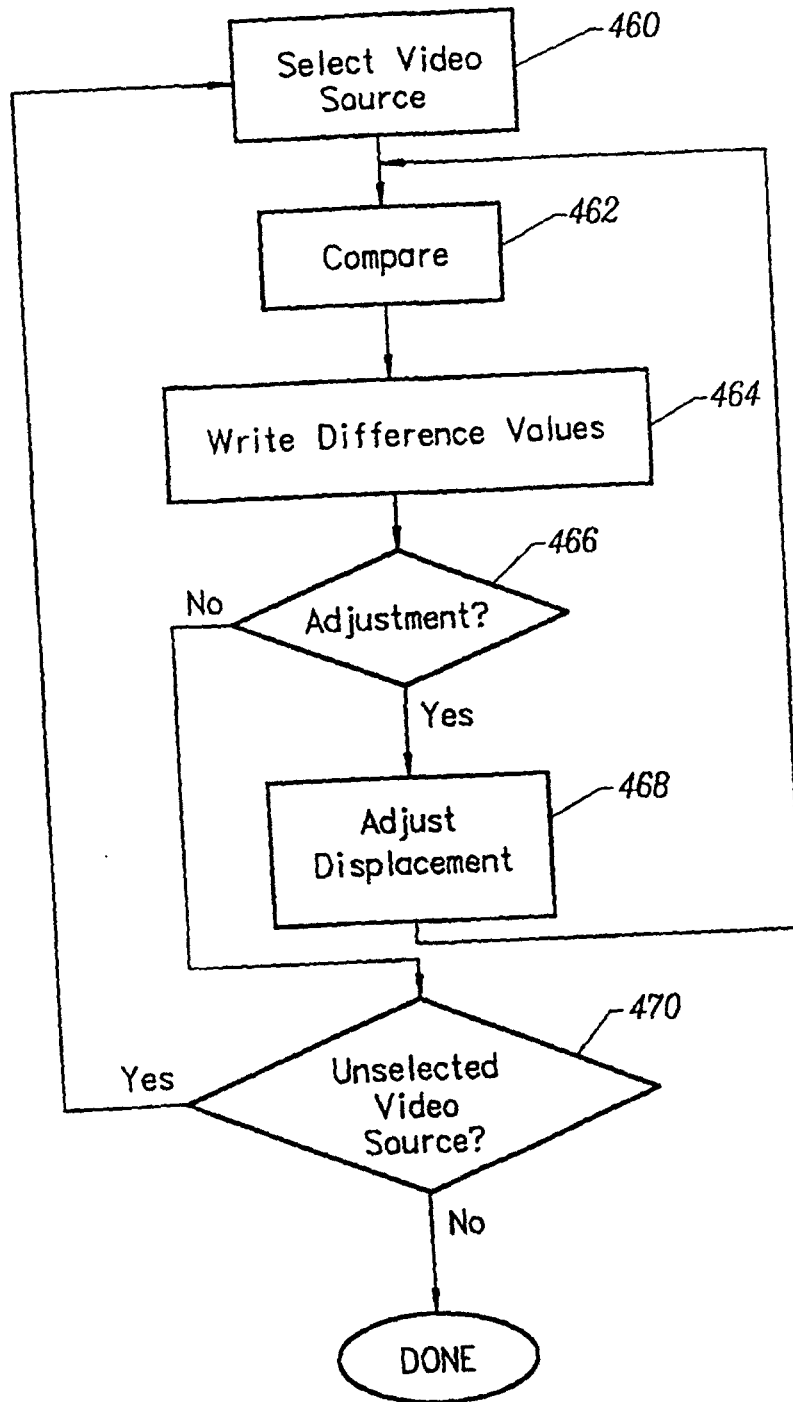 460
Select Video
Source
462
Compare
464
Write Difference Values
466
No
Adjustment?
Yes
468
Adjust
Displacement
470
Yes
Unselected
Video
Source?
No
DONE